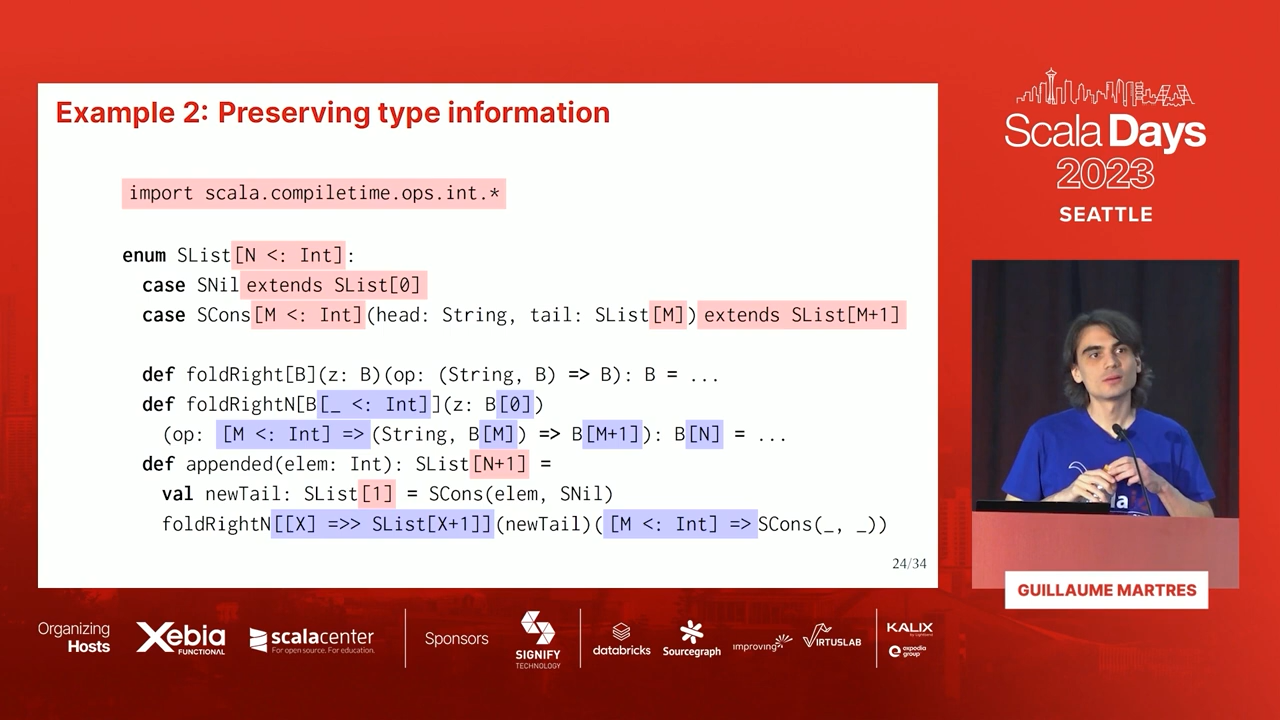 Example 2: Preserving type information
import scala.compiletime.ops.int.*
enum SList[N <: Int]:
case SNil extends SList[0]
case SCons[M <: Int](head: String, tail: SList[M]) extends SList[M+1]
def foldRight[B](z: B)(op: (String, B) => B): B = ...
def foldRightN[B[_ <: Int]](z: B[0])
(op: [M <: Int] => (String, B[M]) => B[M+1]): B[N] = ...
def appended(elem: Int): SList[N+1] =
val newTail: SList[1] = SCons(elem, SNil)
foldRightN[[X] =>> SList[X+1]](newTail)([M <: Int] => SCons(_, _))
24/34
Scala Days
2023
SEATTLE
GUILLAUME MARTRES
Organizing
Hosts
Xebia
FUNCTIONAL
scalacenter
For open source. For education.
Sponsors
SIGNIFY
TECHNOLOGY
databricks
Sourcegraph
improving
VIRTUSLAB
KALIX
by Lightbend
expedia
group